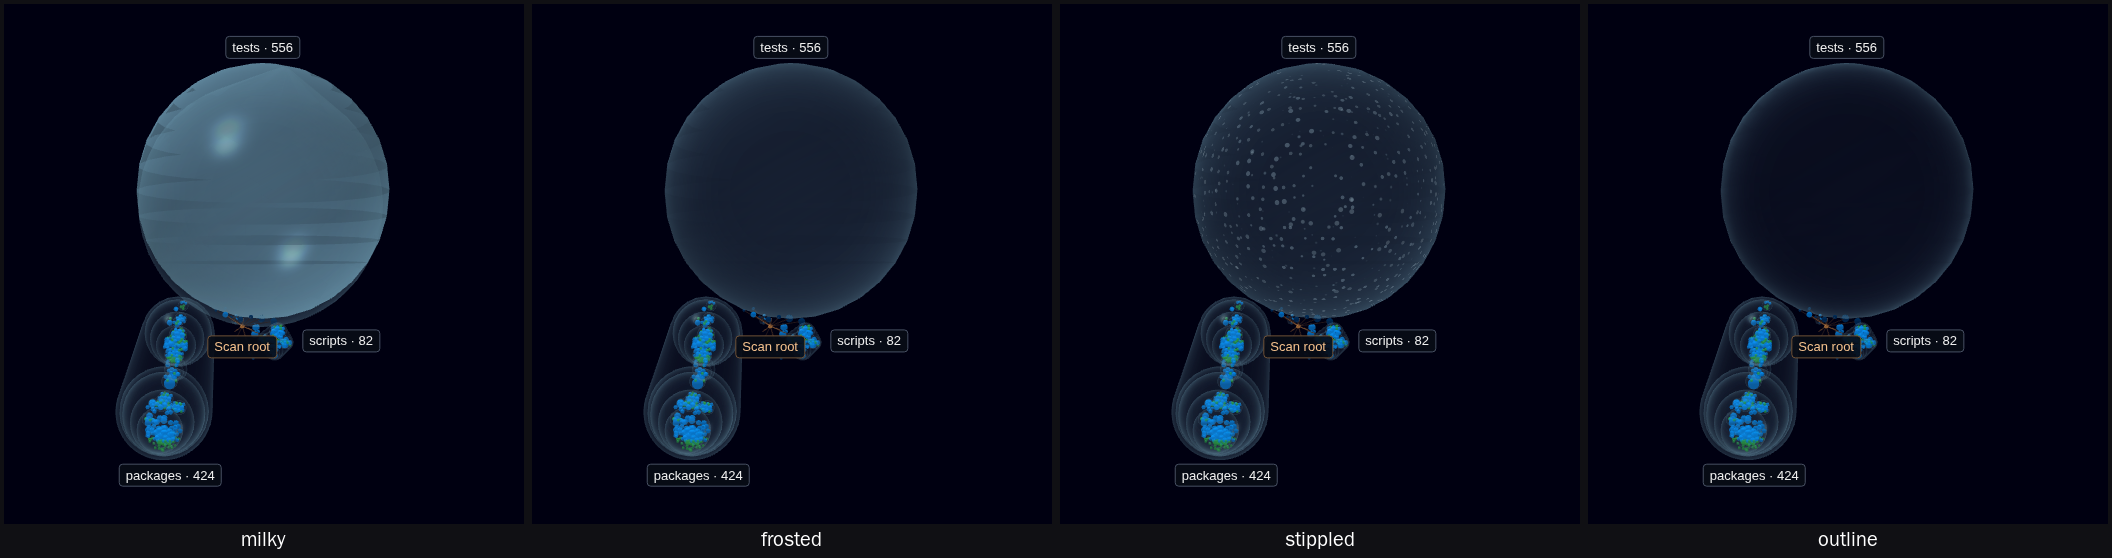 tests · 556
scripts · 82
Scan root
packages · 424
milky
tests · 556
scripts · 82
Scan root
packages · 424
frosted
tests · 556
scripts · 82
Scan root
packages · 424
stippled
tests · 556
scripts · 82
Scan root
packages · 424
outline